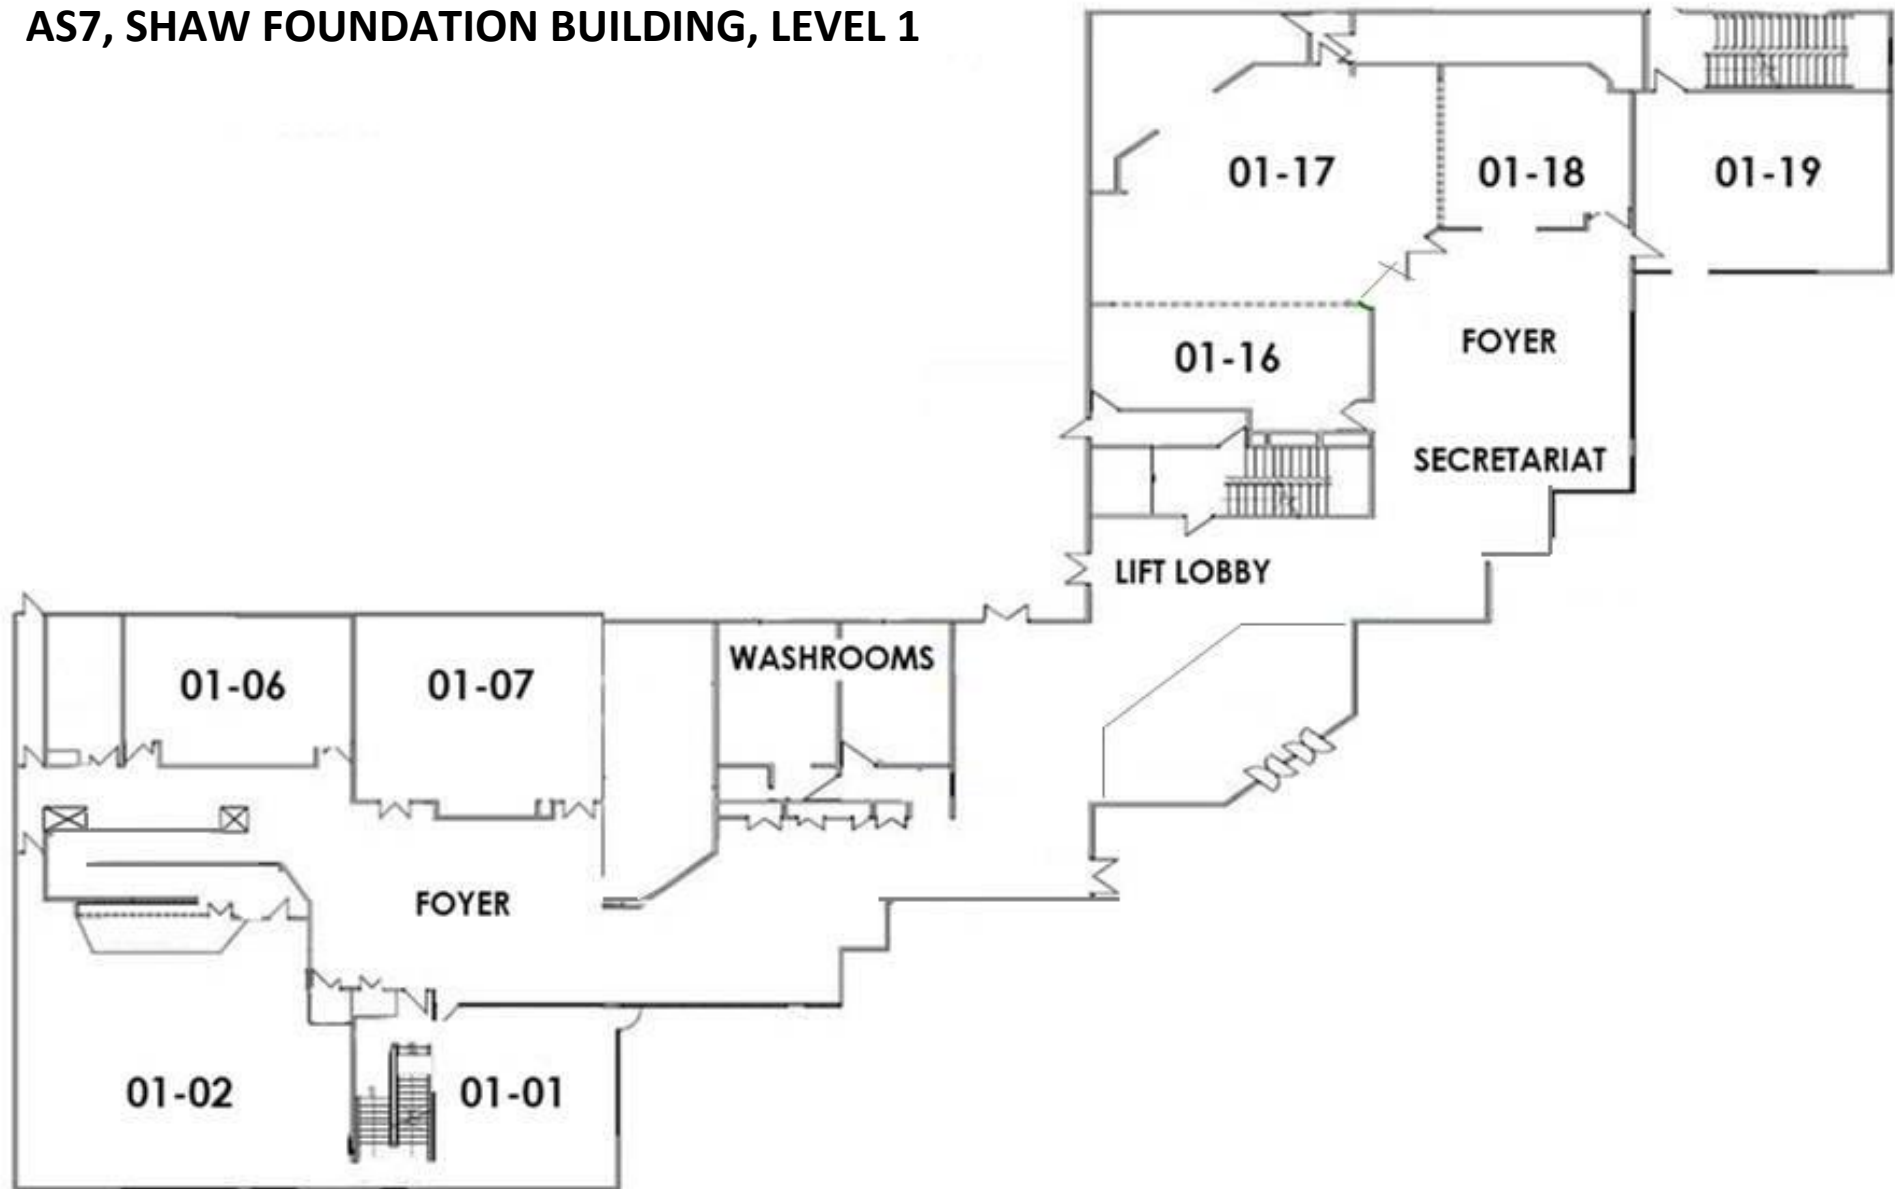 AS7, SHAW FOUNDATION BUILDING, LEVEL 1
01-17
01-18
01-19
FOYER
01-16
SECRETARIAT
LIFT LOBBY
WASHROOMS
01-06
01-07
FOYER
01-02
01-01